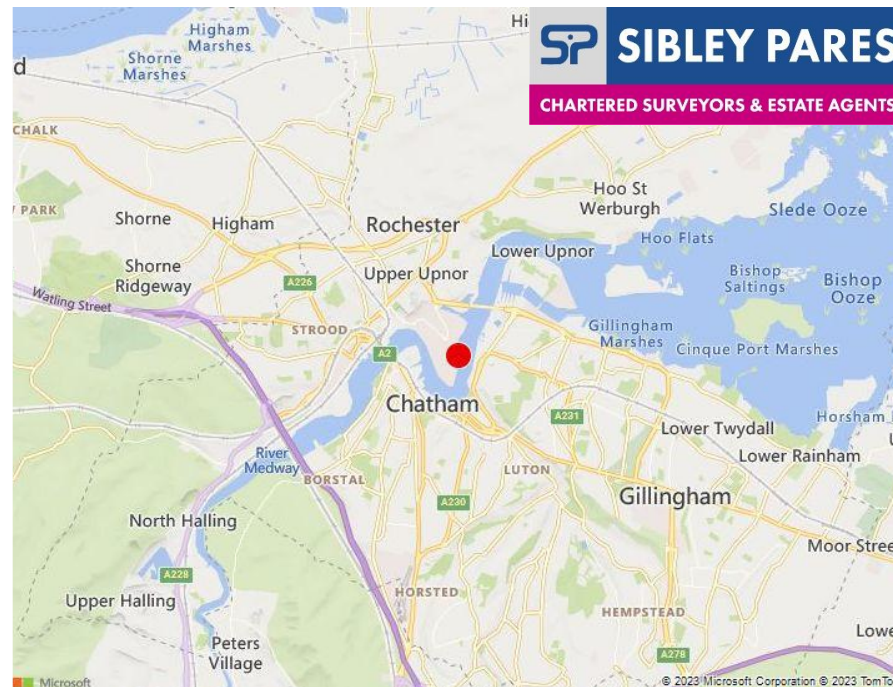 Hi
SP SIBLEY PARES
CHARTERED SURVEYORS & ESTATE AGENTS
Higham
Marshes
Shorne
Marshes
d
CHALK
PARK
Shorne
Higham
Rochester
Hoo St
Werburgh
Slede Ooze
Hoo Flats
Lower Upnor
Shorne
Ridgeway
A226
Upper Upnor
Bishop
Saltings
Bishop
Ooze
Watling Street
STROOD
A2
Gillingham
Marshes
Cinque Port Marshes
Chatham
A231
Horsham
Lower Twydall
Lower Rainham
River
Medway
BORSTAL
LUTON
A230
Gillingham
North Halling
Moor Stree
A228
Upper Halling
HORSTED
HEMPSTEAD
Peters
Village
A278
Lowe
Microsoft
© 2023 Microsoft Corporation © 2023 TomTo